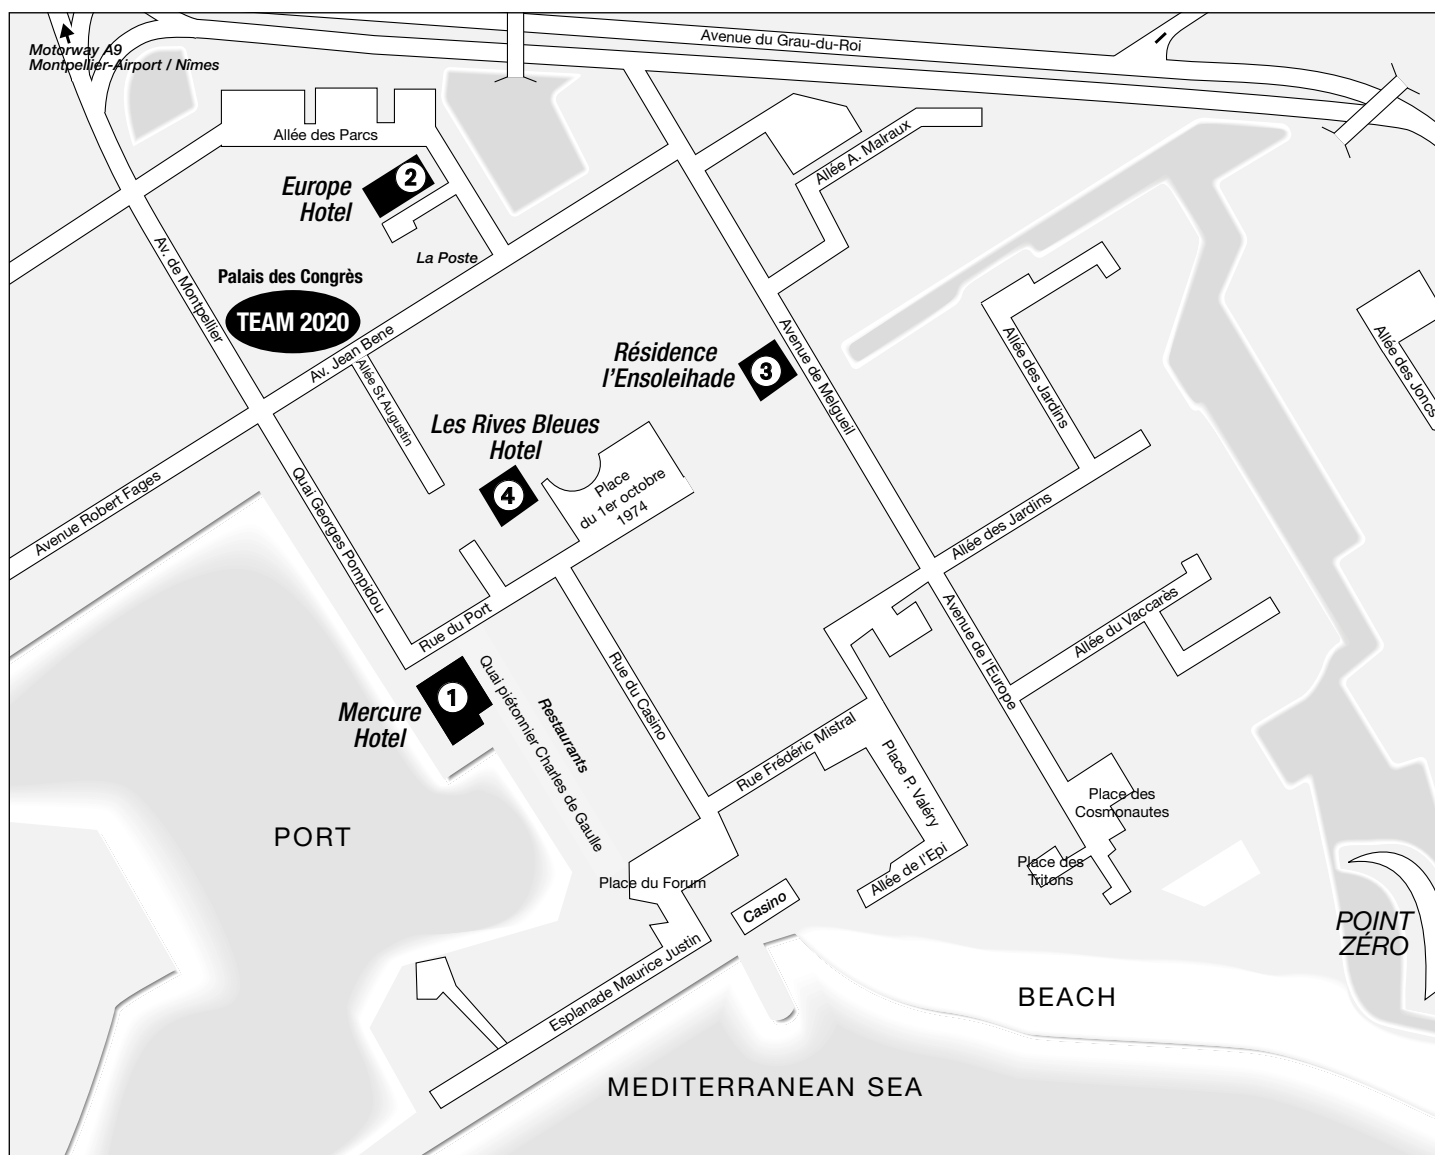 Motorway A9
Montpellier-Airport / Nîmes
Avenue du Grau-du-Roi
Allée des Parcs
Allée A. Malraux
Europe
Hotel
2
La Poste
Av. de Montpellier
Palais des Congrès
TEAM 2020
Av. Jean Bene
Allée St Augustin
Résidence
l'Ensoleihade
3
Avenue de Melgueil
Allée des Jardins
Allée des Joncs
Les Rives Bleues
Hotel
4
Place
du 1er octobre
1974
Avenue Robert Fages
Quai Georges Pompidou
Allée des Jardins
Rue du Port
Avenue de l'Europe
Allée du Vaccarès
Mercure
Hotel
1
Quai piétonnier Charles de Gaulle
Restaurants
Rue du Casino
Rue Frédéric Mistral
Place P. Valéry
Place des
Cosmonautes
PORT
Place du Forum
Allée de l'Epi
Place des
Tritons
Casino
POINT
ZÉRO
Esplanade Maurice Justin
BEACH
MEDITERRANEAN SEA